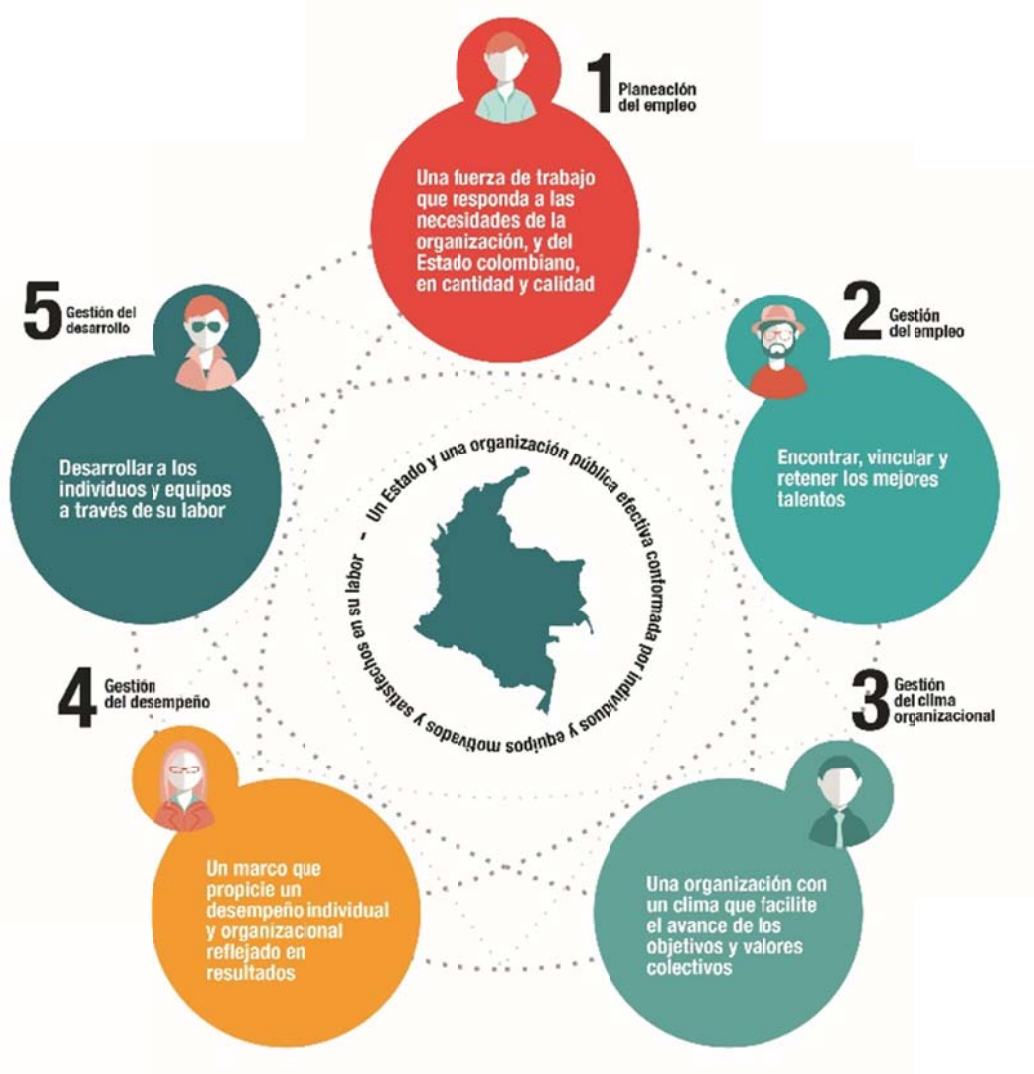 1
Planeación
del empleo
Una fuerza de trabajo
que responda a las
necesidades de la
organización, y del
Estado colombiano,
en cantidad y calidad
2
Gestión
del empleo
Encontrar, vincular y
retener los mejores
talentos
3
Gestión
del clima
organizacional
Una organización con
un clima que facilite
el avance de los
objetivos y valores
colectivos
4
Gestión
del desempeño
Un marco que
propicie un
desempeño individual
y organizacional
reflejado en
resultados
5
Gestión del
desarrollo
Desarrollar a los
individuos y equipos
a través de su labor
Un Estado y una organización pública efectiva conformada por individuos y equipos motivados y satisfechos en su labor -